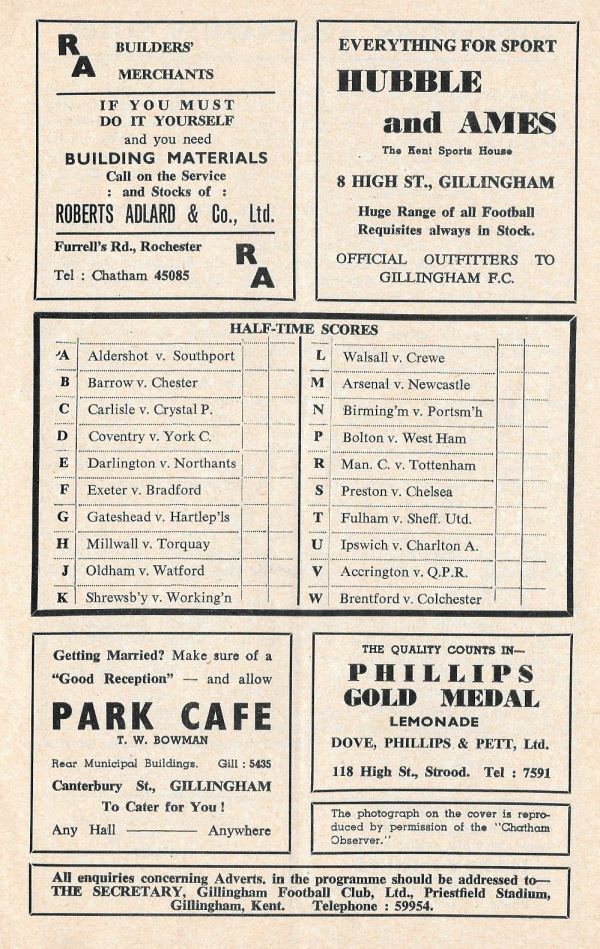 R A BUILDERS'
MERCHANTS
IF YOU MUST
DO IT YOURSELF
and you need
BUILDING MATERIALS
Call on the Service
: and Stocks of :
ROBERTS ADLARD & Co., Ltd.
Furrell's Rd., Rochester
Tel : Chatham 45085
R A
EVERYTHING FOR SPORT
HUBBLE
and AMES
The Kent Sports House
8 HIGH ST., GILLINGHAM
Huge Range of all Football
Requisites always in Stock.
OFFICIAL OUTFITTERS TO
GILLINGHAM F.C.
HALF-TIME SCORES
A Aldershot v. Southport
B Barrow v. Chester
C Carlisle v. Crystal P.
D Coventry v. York C.
E Darlington v. Northants
F Exeter v. Bradford
G Gateshead v. Hartlep'ls
H Millwall v. Torquay
J Oldham v. Watford
K Shrewsb'y v. Working'n
L Walsall v. Crewe
M Arsenal v. Newcastle
N Birming'm v. Portsm'h
P Bolton v. West Ham
R Man. C. v. Tottenham
S Preston v. Chelsea
T Fulham v. Sheff. Utd.
U Ipswich v. Charlton A.
V Accrington v. Q.P.R.
W Brentford v. Colchester
Getting Married? Make sure of a
"Good Reception" — and allow
PARK CAFE
T. W. BOWMAN
Rear Municipal Buildings. Gill : 5435
Canterbury St., GILLINGHAM
To Cater for You !
Any Hall ——— Anywhere
THE QUALITY COUNTS IN—
PHILLIPS
GOLD MEDAL
LEMONADE
DOVE, PHILLIPS & PETT, Ltd.
118 High St., Strood. Tel : 7591
The photograph on the cover is repro-
duced by permission of the "Chatham
Observer."
All enquiries concerning Adverts. in the programme should be addressed to—
THE SECRETARY, Gillingham Football Club, Ltd., Priestfield Stadium,
Gillingham, Kent. Telephone : 59954.